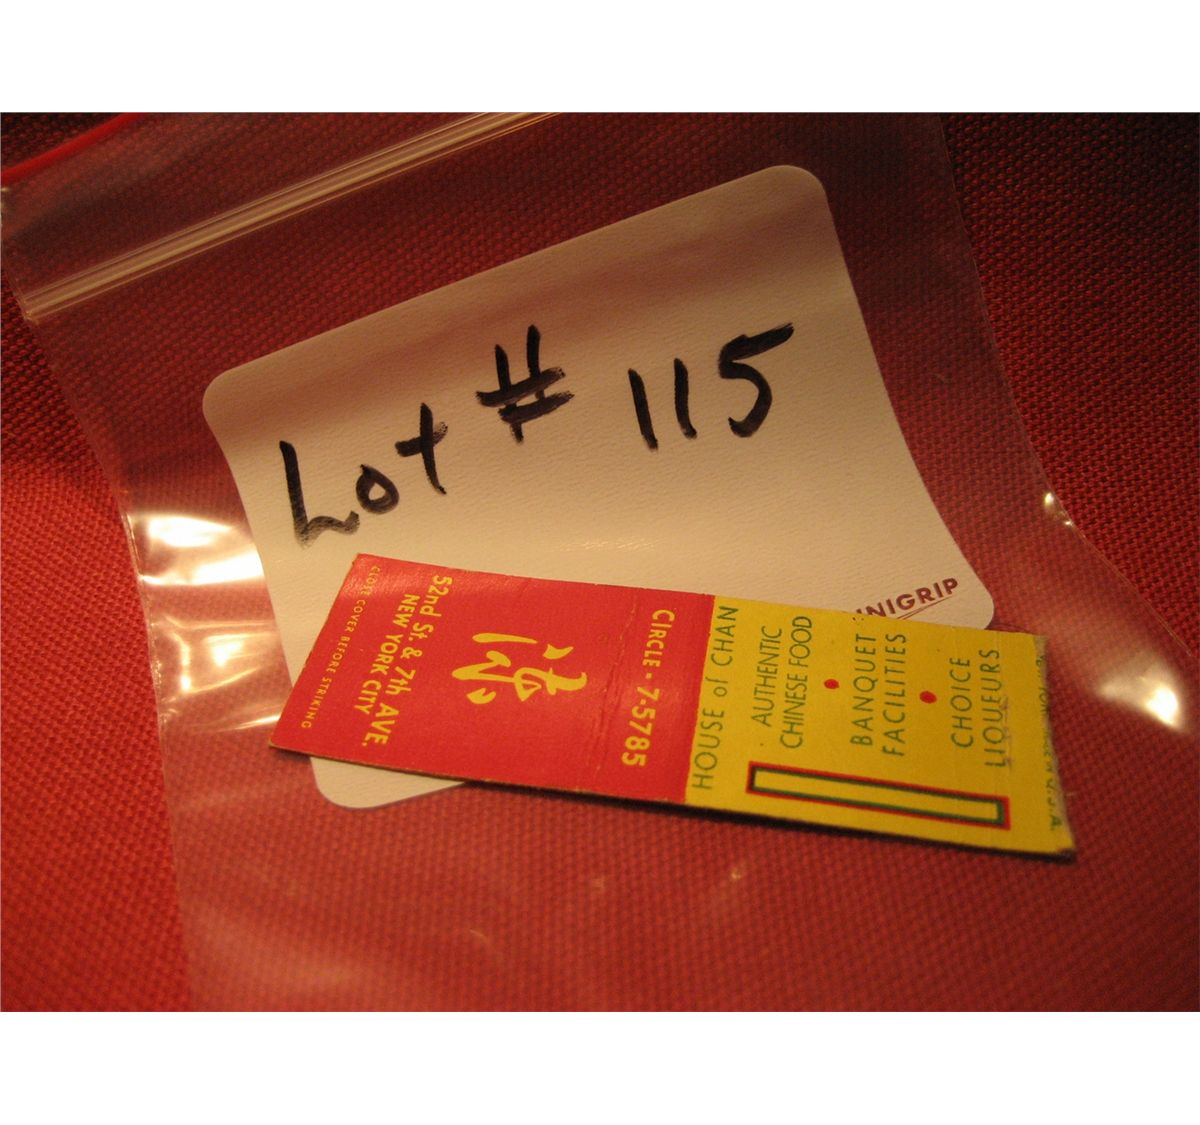 Lot # 115
MINIGRIP
CLOSE COVER BEFORE STRIKING
52nd St. & 7th AVE.
NEW YORK CITY
CIRCLE - 7-5785
HOUSE of CHAN
AUTHENTIC
CHINESE FOOD
BANQUET
FACILITIES
CHOICE
LIQUEURS